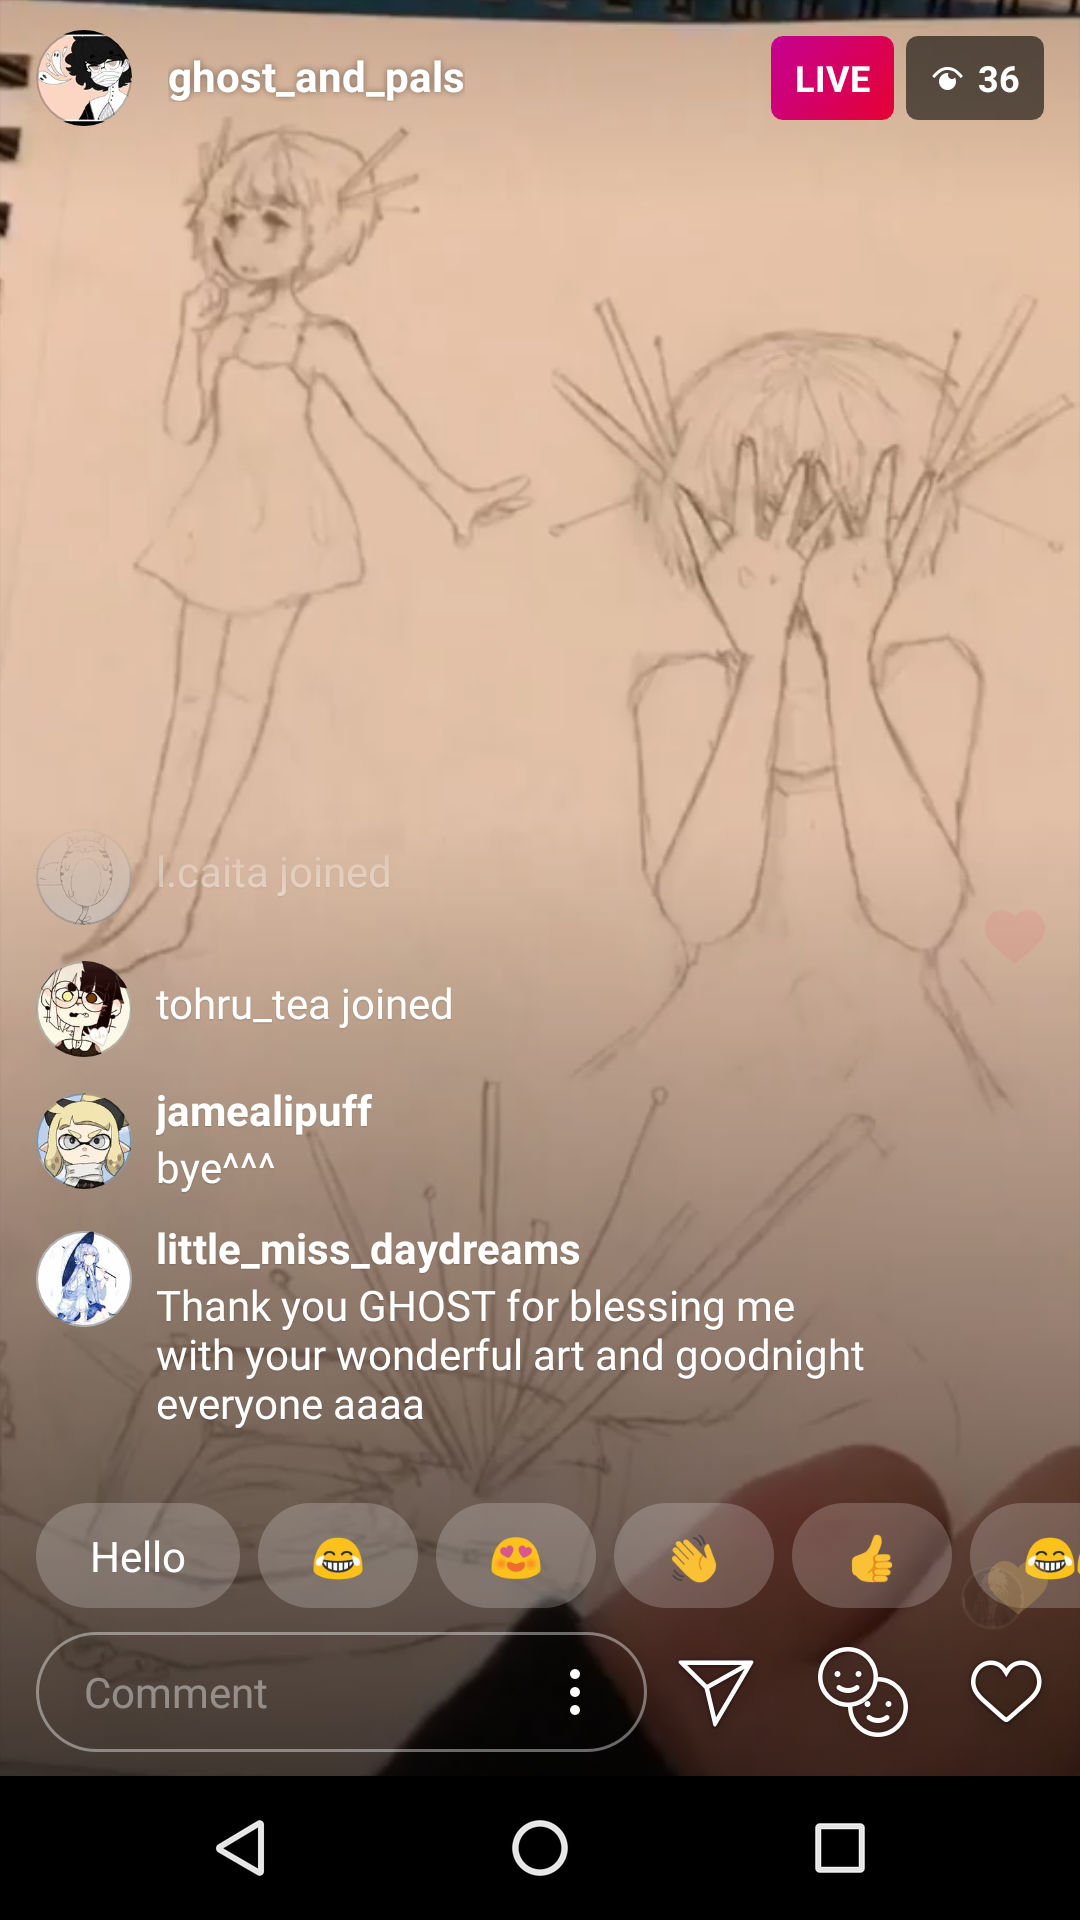 ghost_and_pals
LIVE
36
l.caita joined
tohru_tea joined
jamealipuff
bye^^^
little_miss_daydreams
Thank you GHOST for blessing me
with your wonderful art and goodnight
everyone aaaa
Hello
Comment